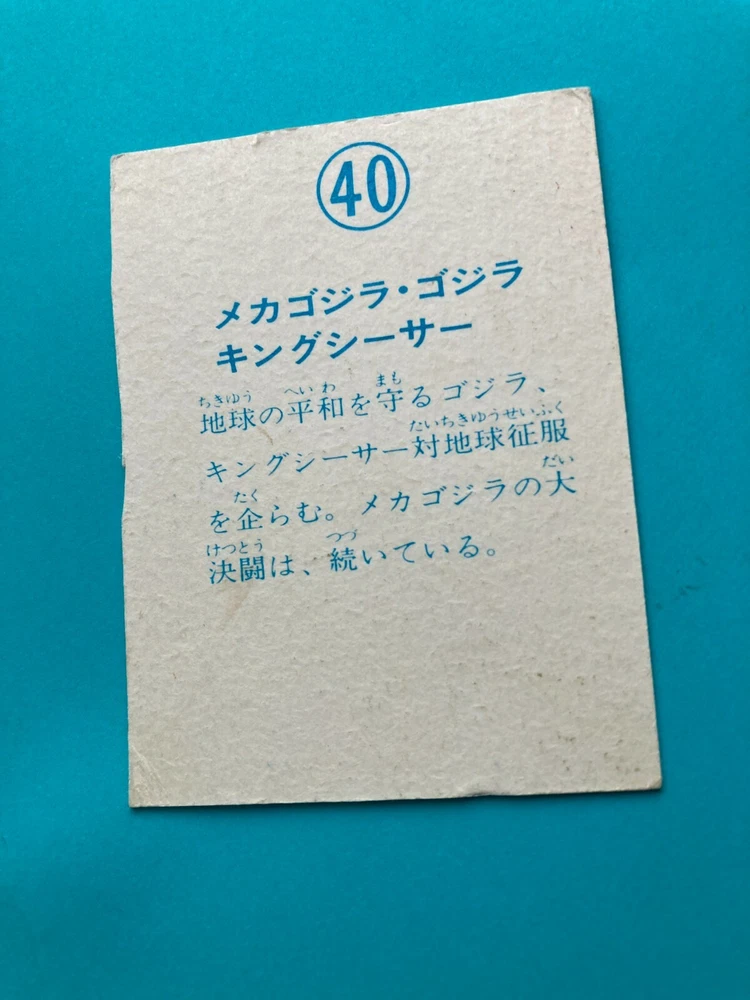 40
メカゴジラ・ゴジラ
キングシーサー
地球の平和を守るゴジラ、
キングシーサー対地球征服
を企らむ。メカゴジラの大
決闘は、続いている。